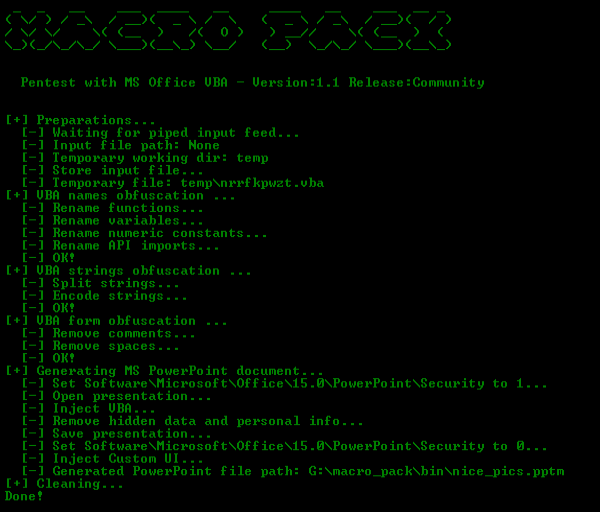 MACRO PACK
Pentest with MS Office VBA - Version:1.1 Release:Community
[+] Preparations...
[-] Waiting for piped input feed...
[-] Input file path: None
[-] Temporary working dir: temp
[-] Store input file...
[-] Temporary file: temp\nrrfkpwzt.vba
[+] VBA names obfuscation ...
[-] Rename functions...
[-] Rename variables...
[-] Rename numeric constants...
[-] Rename API imports...
[-] OK!
[+] VBA strings obfuscation ...
[-] Split strings...
[-] Encode strings...
[-] OK!
[+] VBA form obfuscation ...
[-] Remove comments...
[-] Remove spaces...
[-] OK!
[+] Generating MS PowerPoint document...
[-] Set Software\Microsoft\Office\15.0\PowerPoint\Security to 1...
[-] Open presentation...
[-] Inject VBA...
[-] Remove hidden data and personal info...
[-] Save presentation...
[-] Set Software\Microsoft\Office\15.0\PowerPoint\Security to 0...
[-] Inject Custom UI...
[-] Generated PowerPoint file path: G:\macro_pack\bin\nice_pics.pptm
[+] Cleaning...
Done!